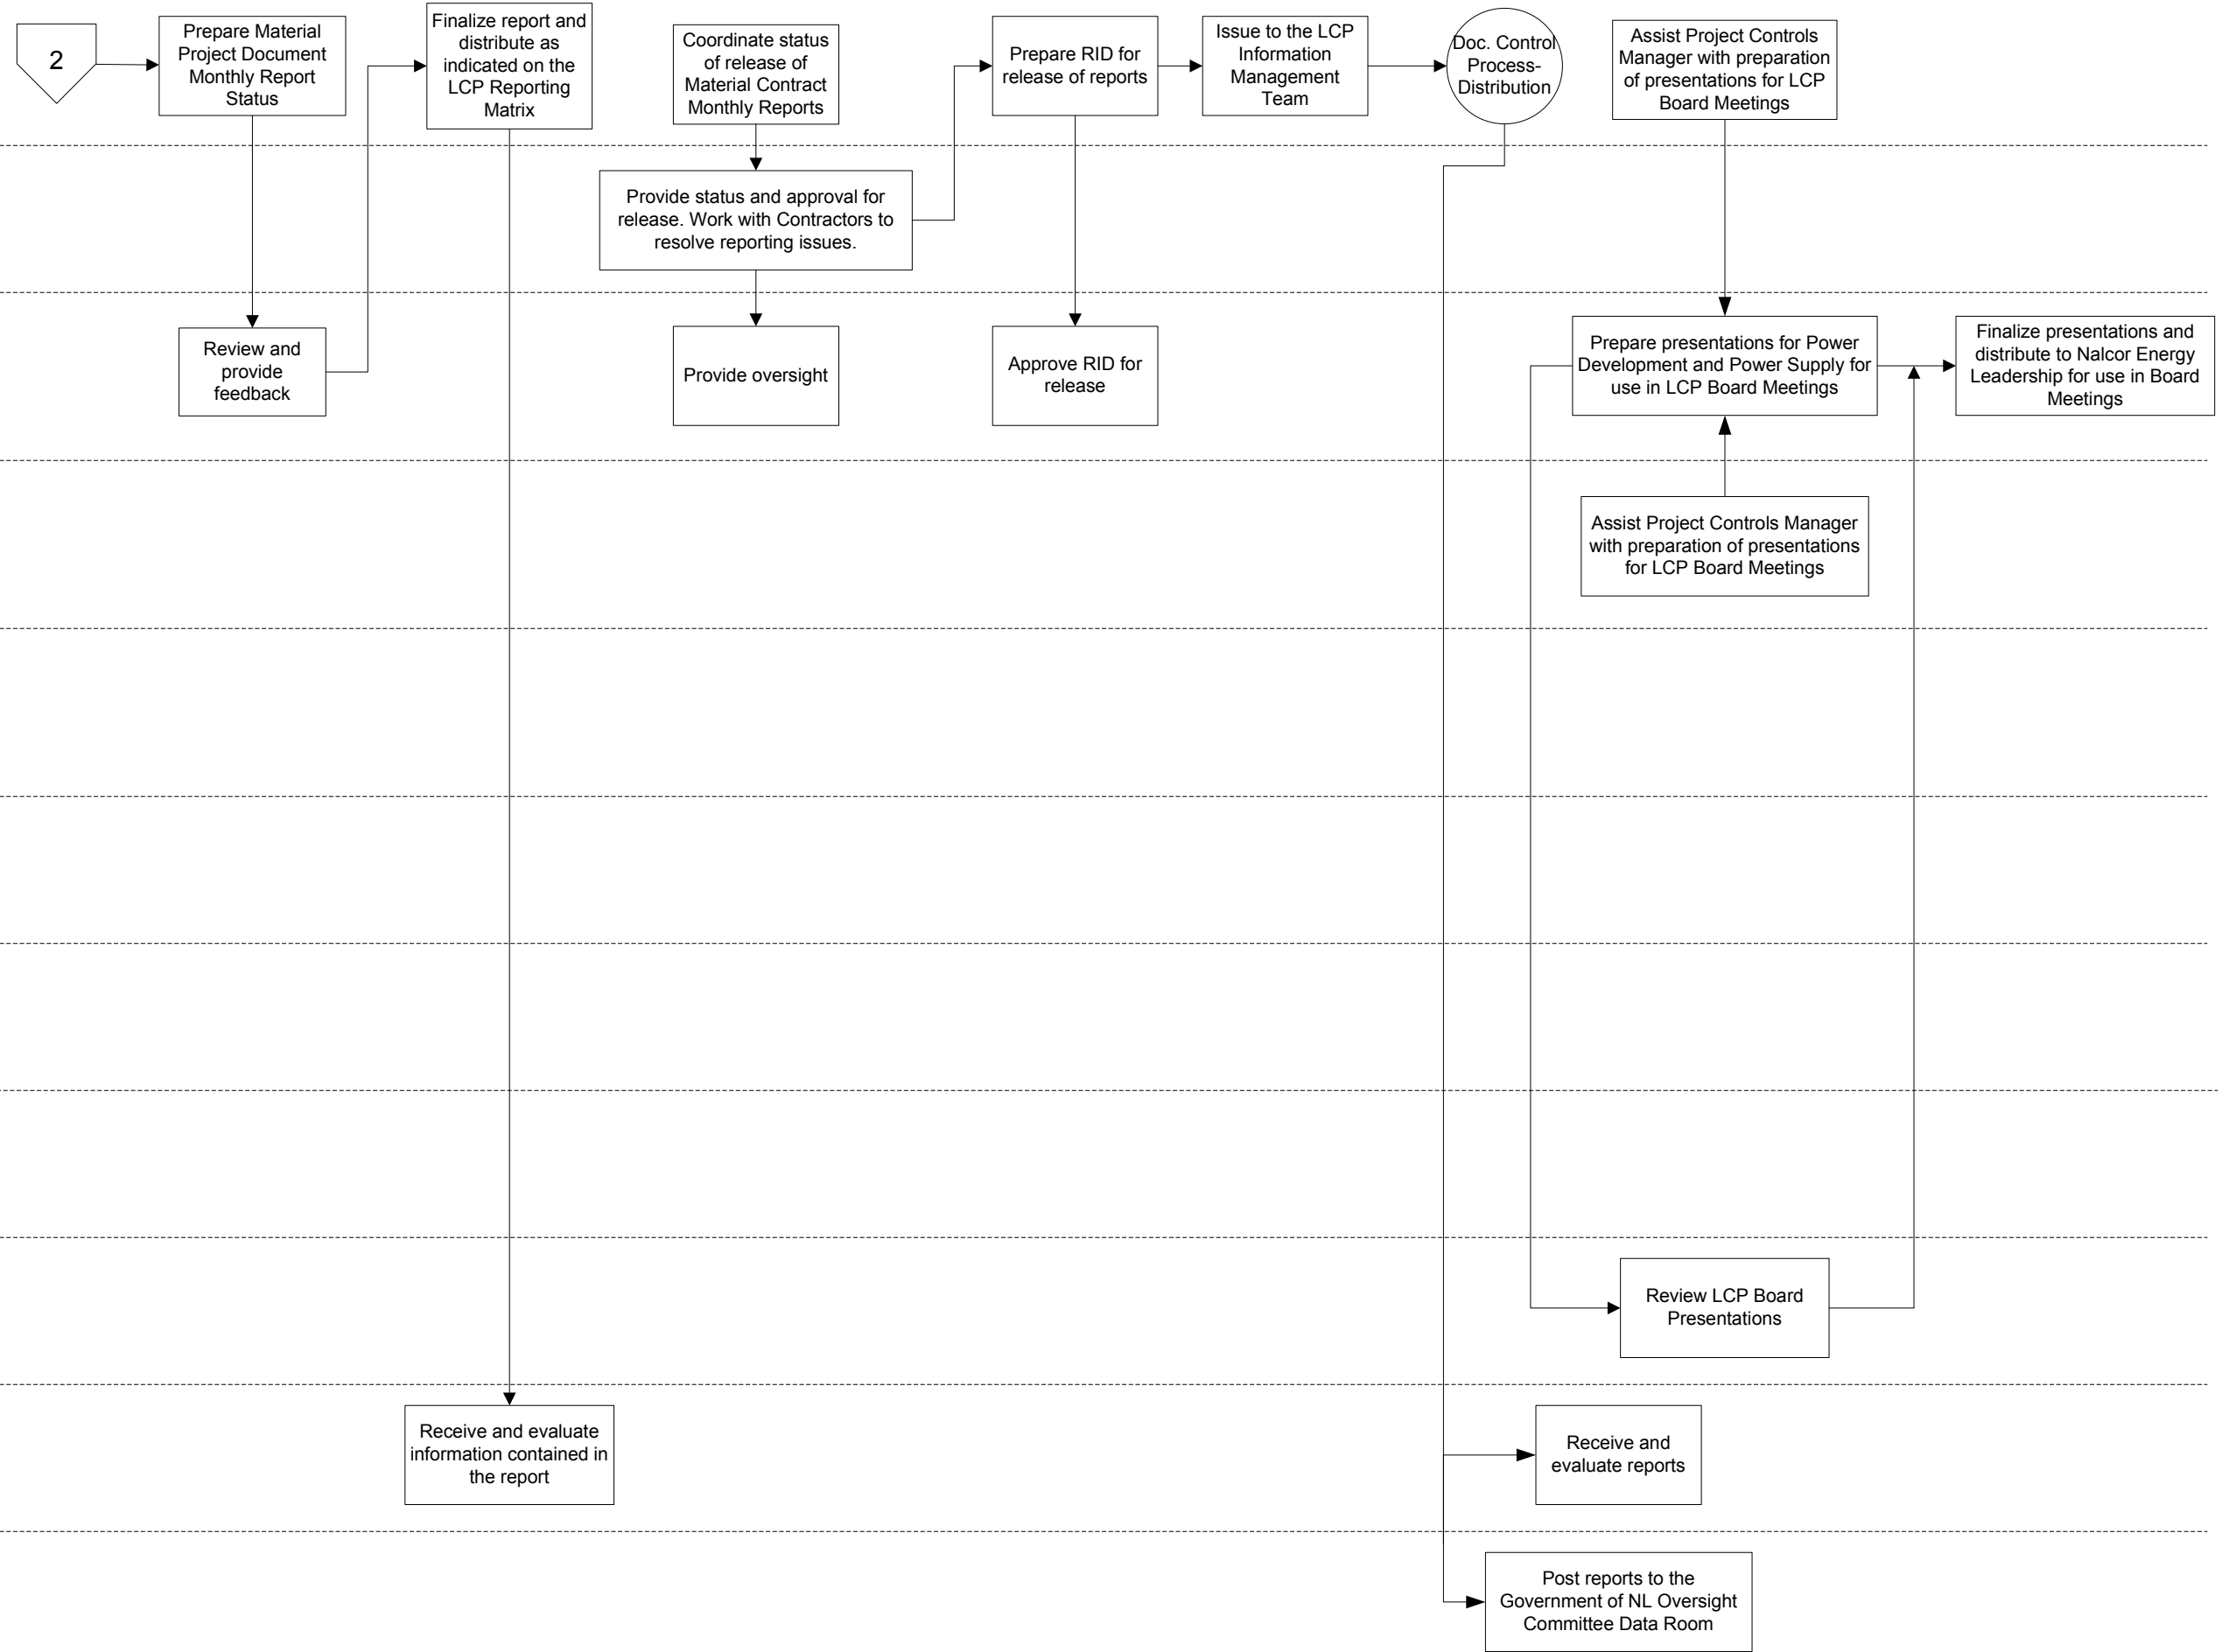 2
Prepare Material
Project Document
Monthly Report
Status
Finalize report and
distribute as
indicated on the
LCP Reporting
Matrix
Coordinate status
of release of
Material Contract
Monthly Reports
Prepare RID for
release of reports
Issue to the LCP
Information
Management
Team
Doc. Control
Process-
Distribution
Assist Project Controls
Manager with preparation
of presentations for LCP
Board Meetings
Provide status and approval for
release. Work with Contractors to
resolve reporting issues.
Review and
provide
feedback
Provide oversight
Approve RID for
release
Prepare presentations for Power
Development and Power Supply for
use in LCP Board Meetings
Finalize presentations and
distribute to Nalcor Energy
Leadership for use in Board
Meetings
Assist Project Controls Manager
with preparation of presentations
for LCP Board Meetings
Review LCP Board
Presentations
Receive and evaluate
information contained in
the report
Receive and
evaluate reports
Post reports to the
Government of NL Oversight
Committee Data Room